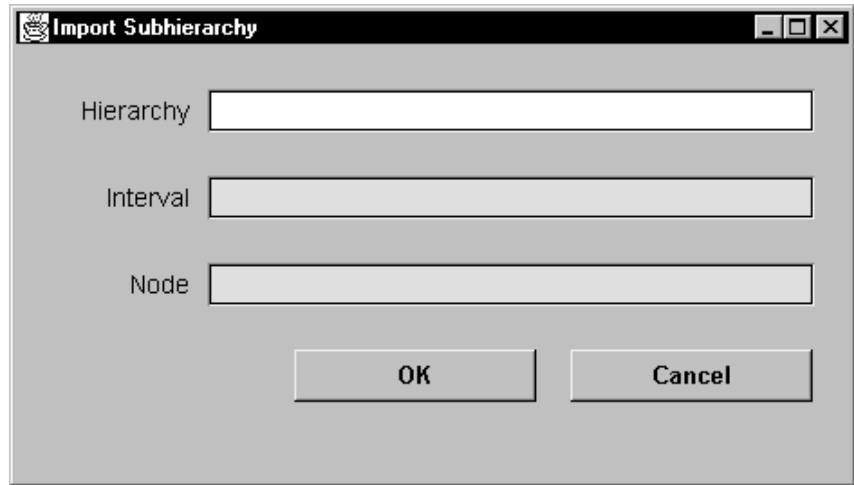 Import Subhierarchy
Hierarchy
Interval
Node
OK Cancel